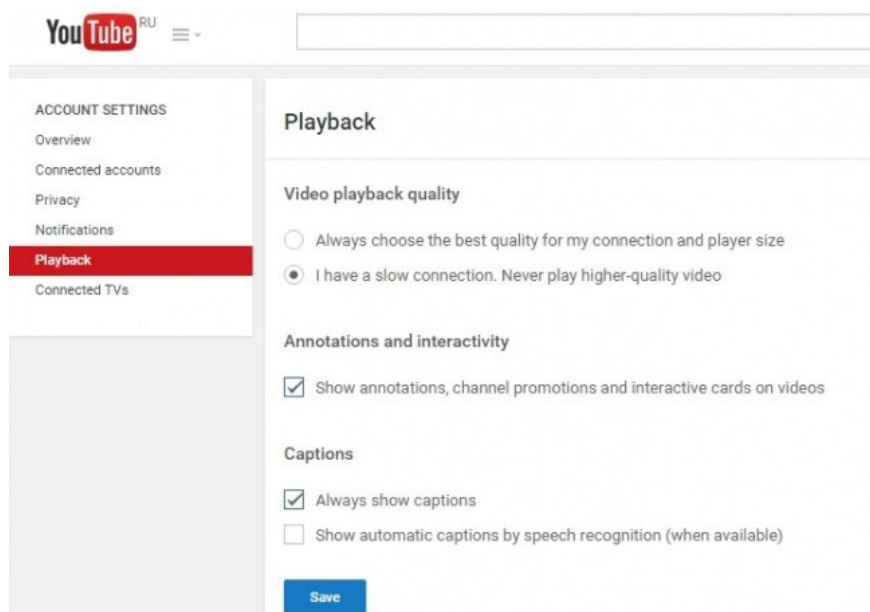 YouTube RU
ACCOUNT SETTINGS
Overview
Connected accounts
Privacy
Notifications
Playback
Connected TVs
Playback
Video playback quality
Always choose the best quality for my connection and player size
I have a slow connection. Never play higher-quality video
Annotations and interactivity
Show annotations, channel promotions and interactive cards on videos
Captions
Always show captions
Show automatic captions by speech recognition (when available)
Save